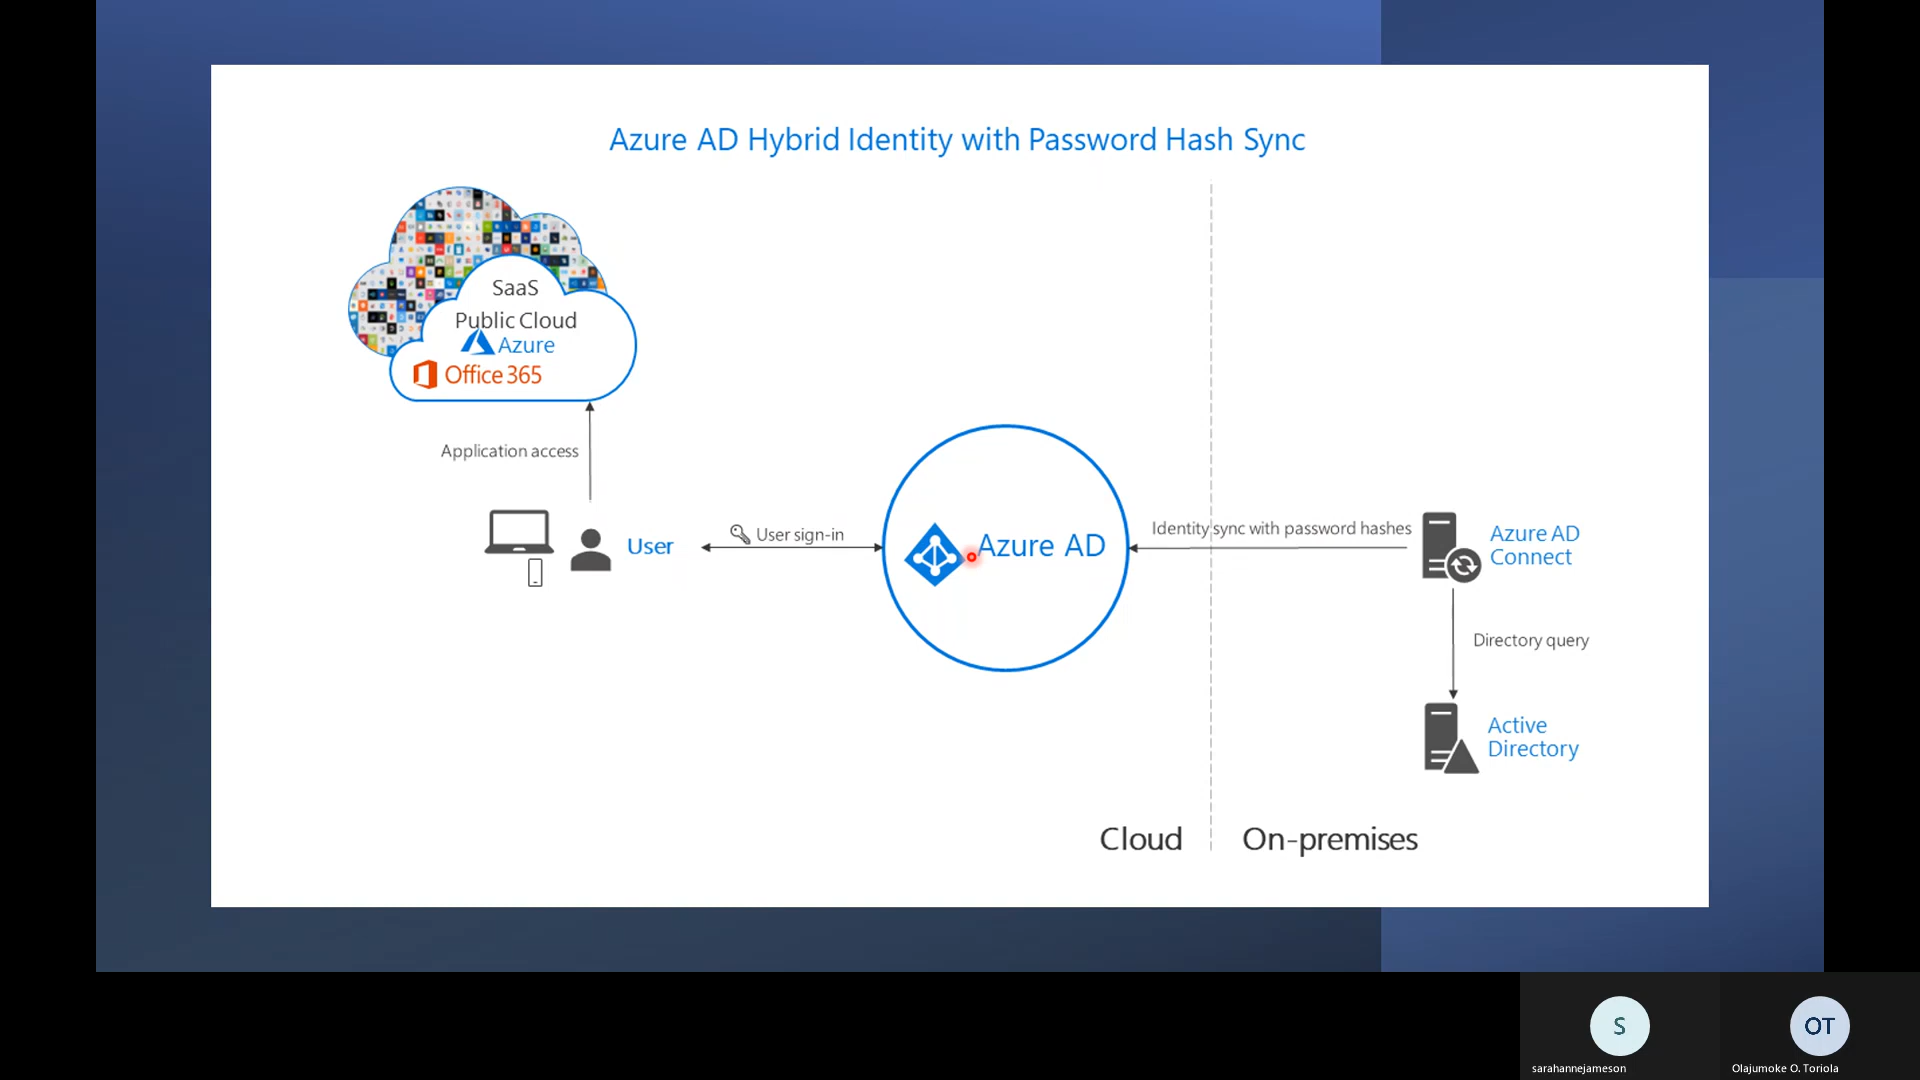 Azure AD Hybrid Identity with Password Hash Sync
SaaS
Public Cloud
Azure
Office 365
Application access
User
User sign-in
Azure AD
Identity sync with password hashes
Azure AD
Connect
Directory query
Active
Directory
Cloud
On-premises
S
OT
sarahannejameson
Olajumoke O. Toriola